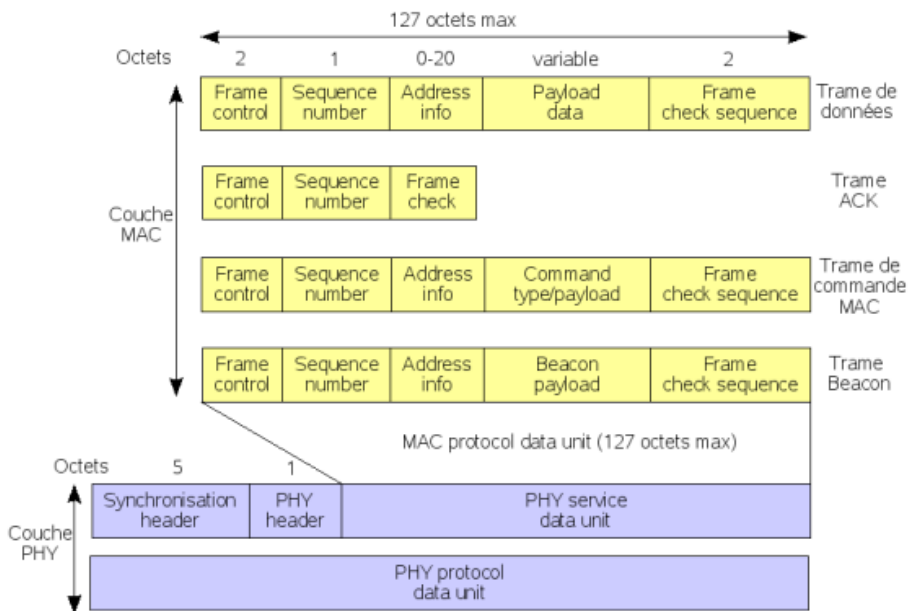 127 octets max
Octets 2 1 0-20 variable 2
Frame control Sequence number Address info Payload data Frame check sequence Trame de données
Couche MAC
Frame control Sequence number Frame check Trame ACK
Frame control Sequence number Address info Command type/payload Frame check sequence Trame de commande MAC
Frame control Sequence number Address info Beacon payload Frame check sequence Trame Beacon
MAC protocol data unit (127 octets max)
Octets 5 1
Couche PHY
Synchronisation header PHY header PHY service data unit
PHY protocol data unit